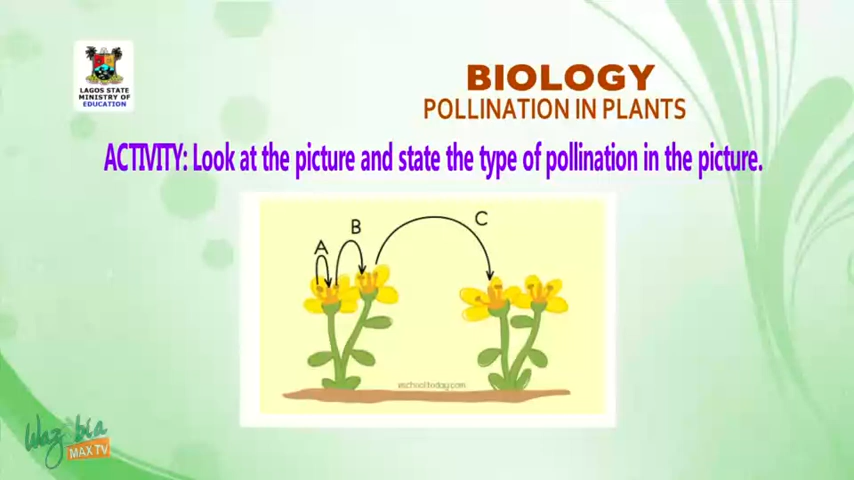 LAGOS STATE
MINISTRY OF
EDUCATION
BIOLOGY
POLLINATION IN PLANTS
ACTIVITY: Look at the picture and state the type of pollination in the picture.
A
B
C
eschooltoday.com
Wazobia
MAX TV